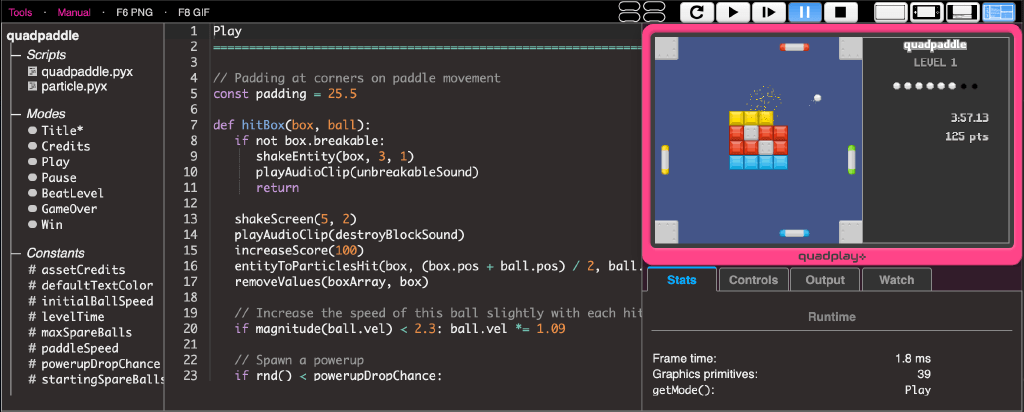 Tools · Manual · F6 PNG · F8 GIF
quadpaddle
Scripts
quadpaddle.pyx
particle.pyx
Modes
Title*
Credits
Play
Pause
BeatLevel
GameOver
Win
Constants
# assetCredits
# defaultTextColor
# initialBallSpeed
# levelTime
# maxSpareBalls
# paddleSpeed
# powerupDropChance
# startingSpareBalls
1 Play
2 ============================================================
3
4 // Padding at corners on paddle movement
5 const padding = 25.5
6
7 def hitBox(box, ball):
8 if not box.breakable:
9 shakeEntity(box, 3, 1)
10 playAudioClip(unbreakableSound)
11 return
12
13 shakeScreen(5, 2)
14 playAudioClip(destroyBlockSound)
15 increaseScore(100)
16 entityToParticlesHit(box, (box.pos + ball.pos) / 2, ball.
17 removeValues(boxArray, box)
18
19 // Increase the speed of this ball slightly with each hit
20 if magnitude(ball.vel) < 2.3: ball.vel *= 1.09
21
22 // Spawn a powerup
23 if rnd() < powerupDropChance:
quadpaddle
LEVEL 1
3:57.13
125 pts
quadplay
Stats Controls Output Watch
Runtime
Frame time: 1.8 ms
Graphics primitives: 39
getMode(): Play